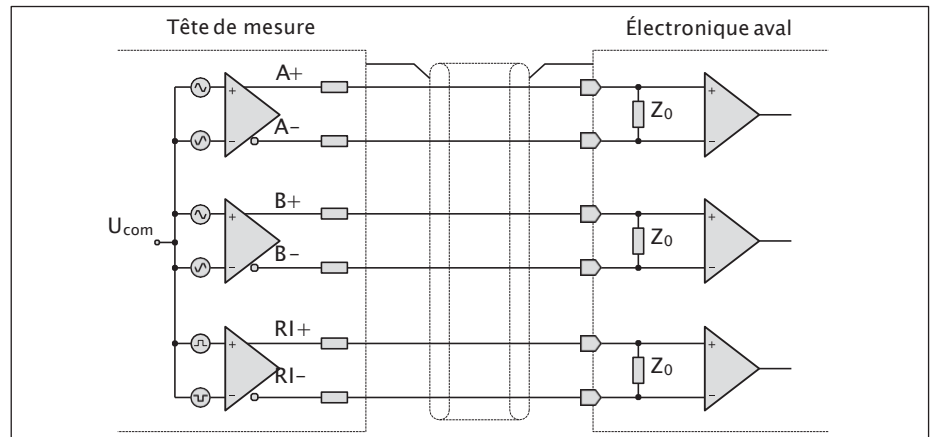 Tête de mesure
Électronique aval
A+
Z0
A−
B+
Ucom
Z0
B−
RI+
Z0
RI−